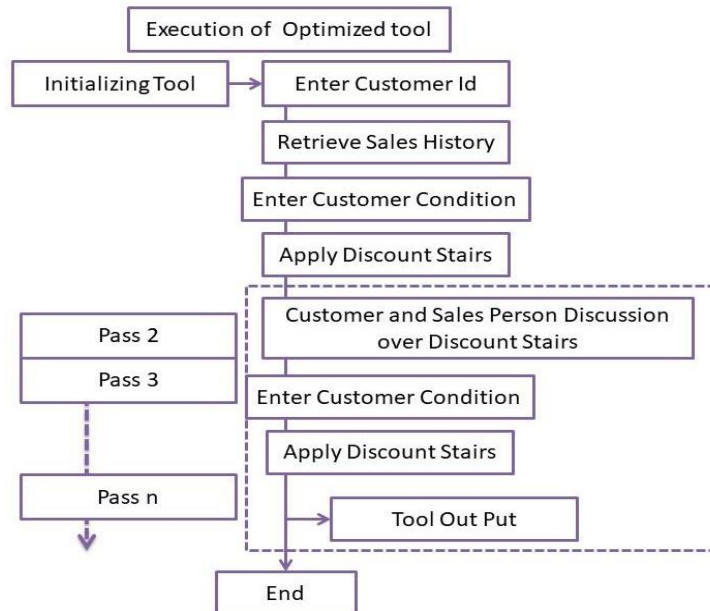 Execution of Optimized tool
Initializing Tool
Enter Customer Id
Retrieve Sales History
Enter Customer Condition
Apply Discount Stairs
Customer and Sales Person Discussion
over Discount Stairs
Pass 2
Pass 3
Enter Customer Condition
Apply Discount Stairs
Pass n
Tool Out Put
End